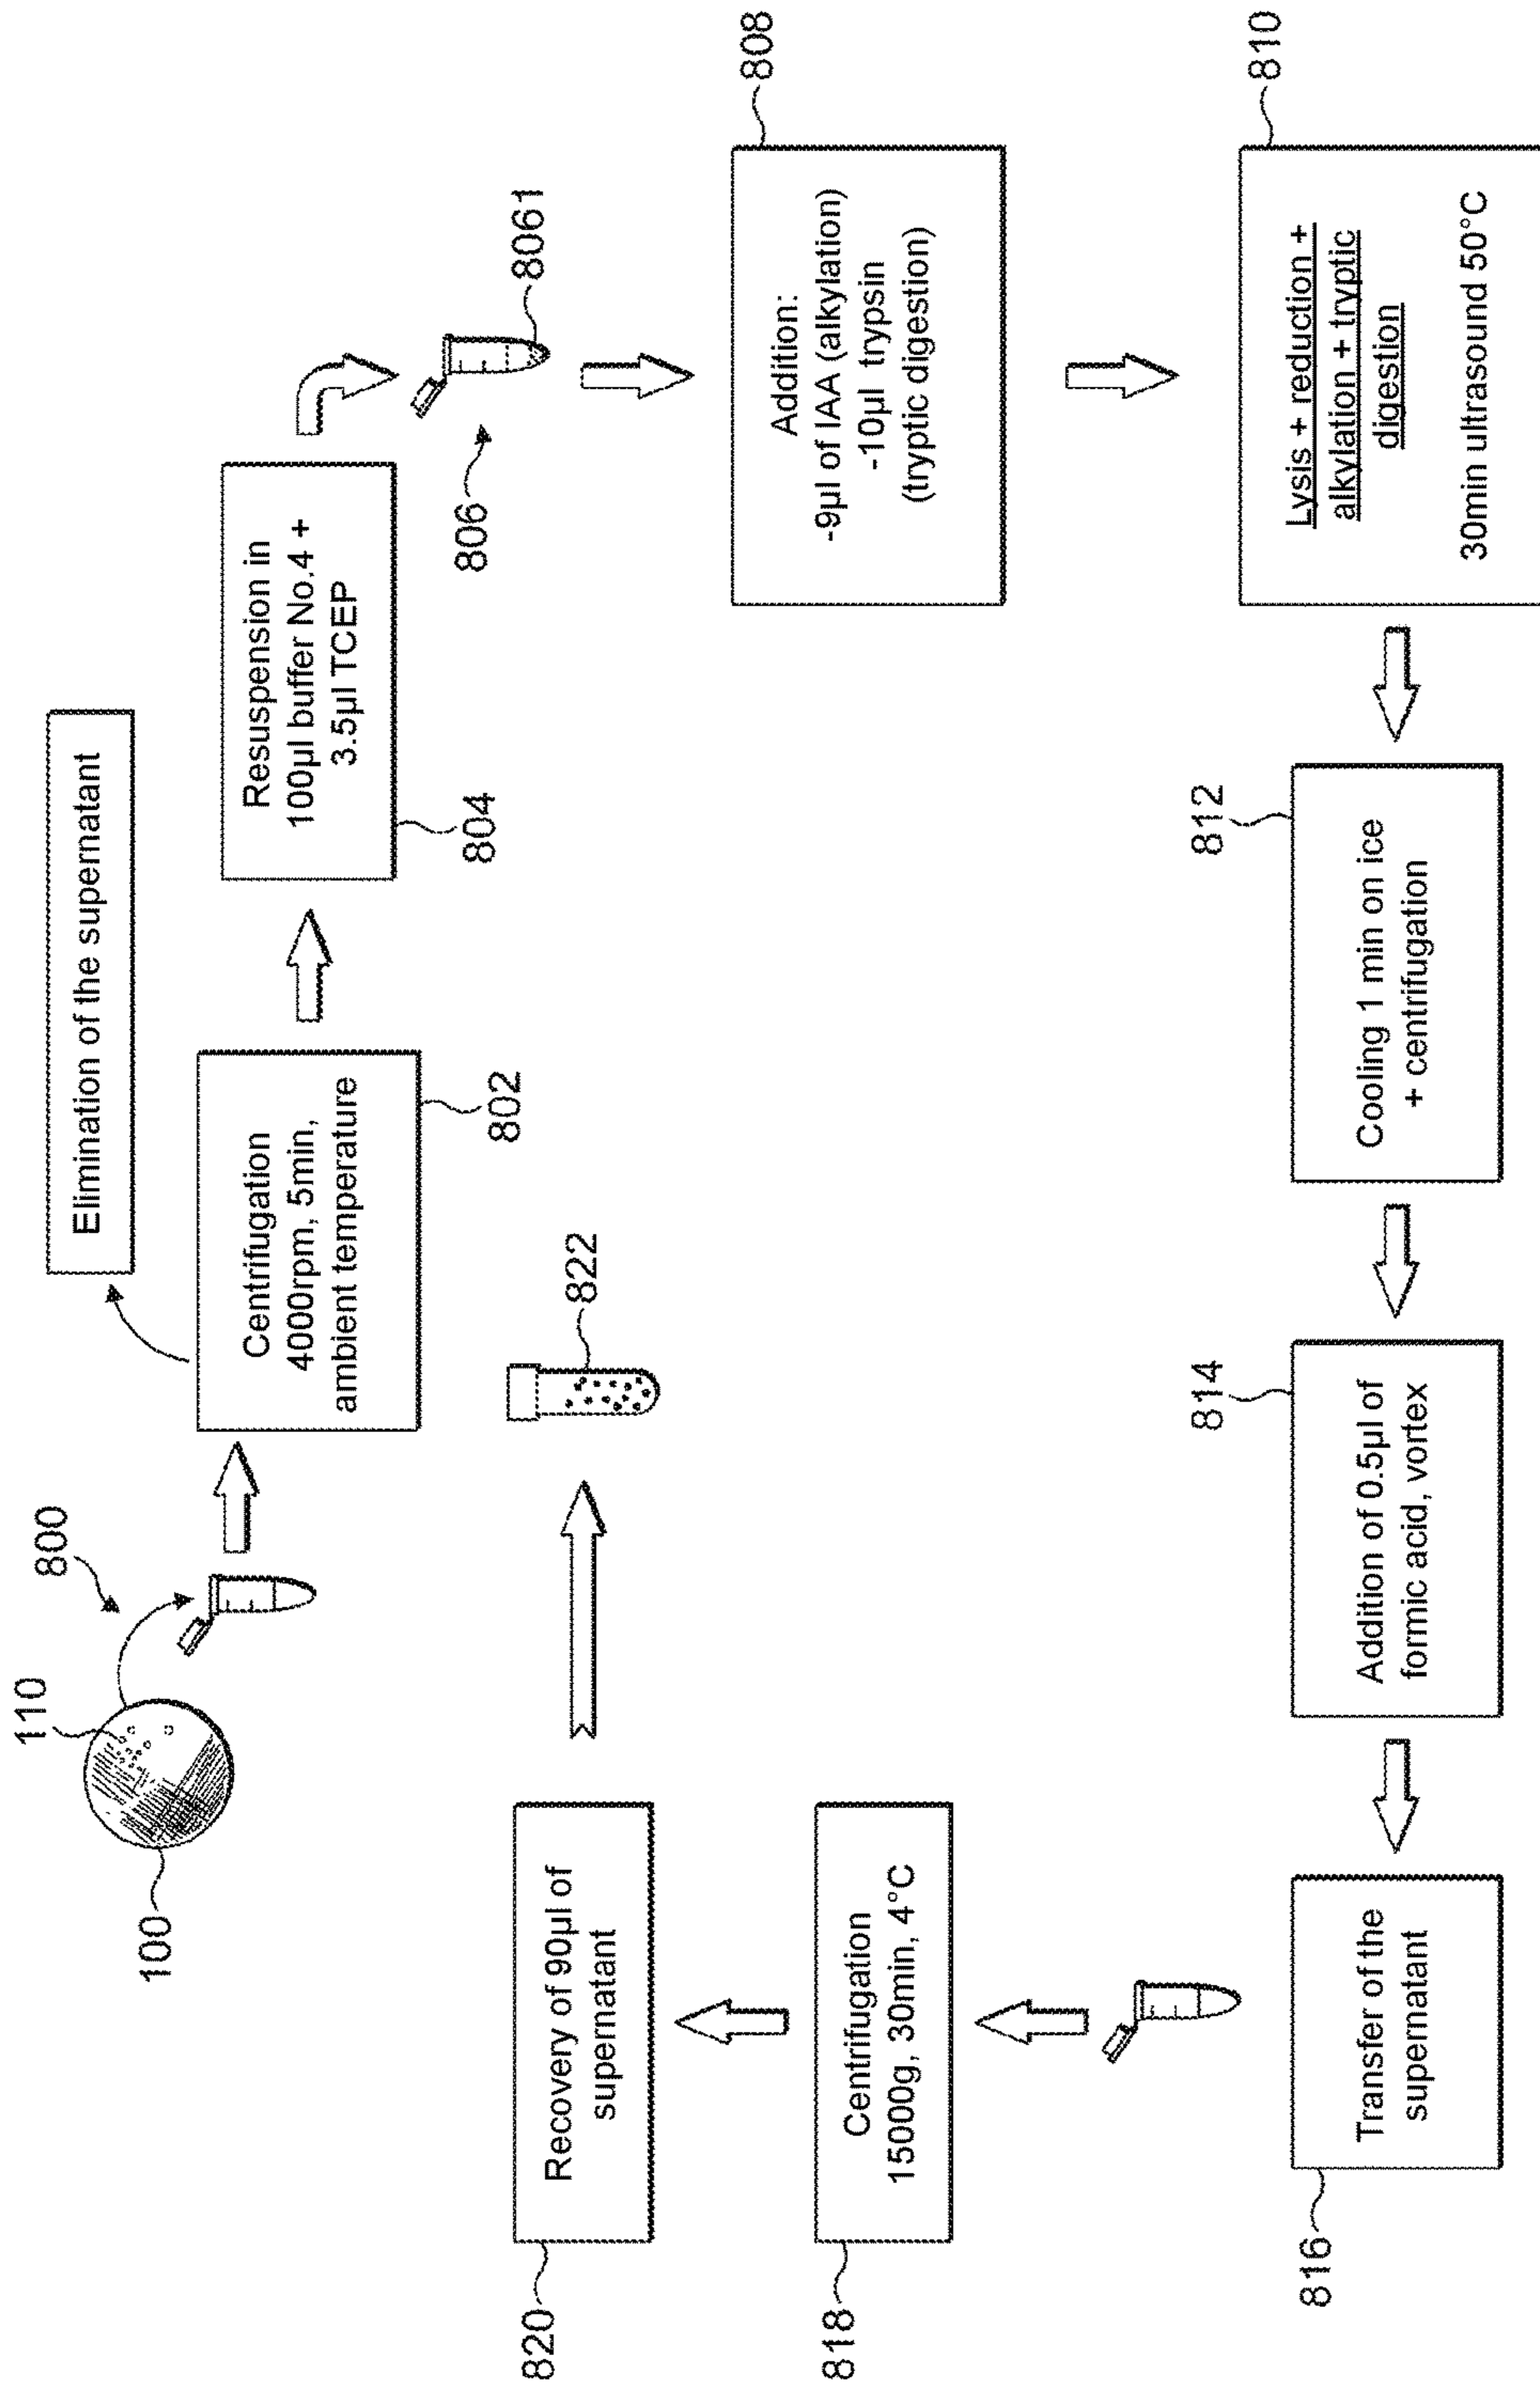 100
110
800
Centrifugation
4000rpm, 5min,
ambient temperature
802
Elimination of the supernatant
Resuspension in
100µl buffer No.4 +
3.5µl TCEP
804
806
8061
Addition:
-9µl of IAA (alkylation)
-10µl trypsin
(tryptic digestion)
808
Lysis + reduction +
alkylation + tryptic
digestion
30min ultrasound 50°C
810
Cooling 1 min on ice
+ centrifugation
812
Addition of 0.5µl of
formic acid, vortex
814
Transfer of the
supernatant
816
Centrifugation
15000g, 30min, 4°C
818
Recovery of 90µl of
supernatant
820
822